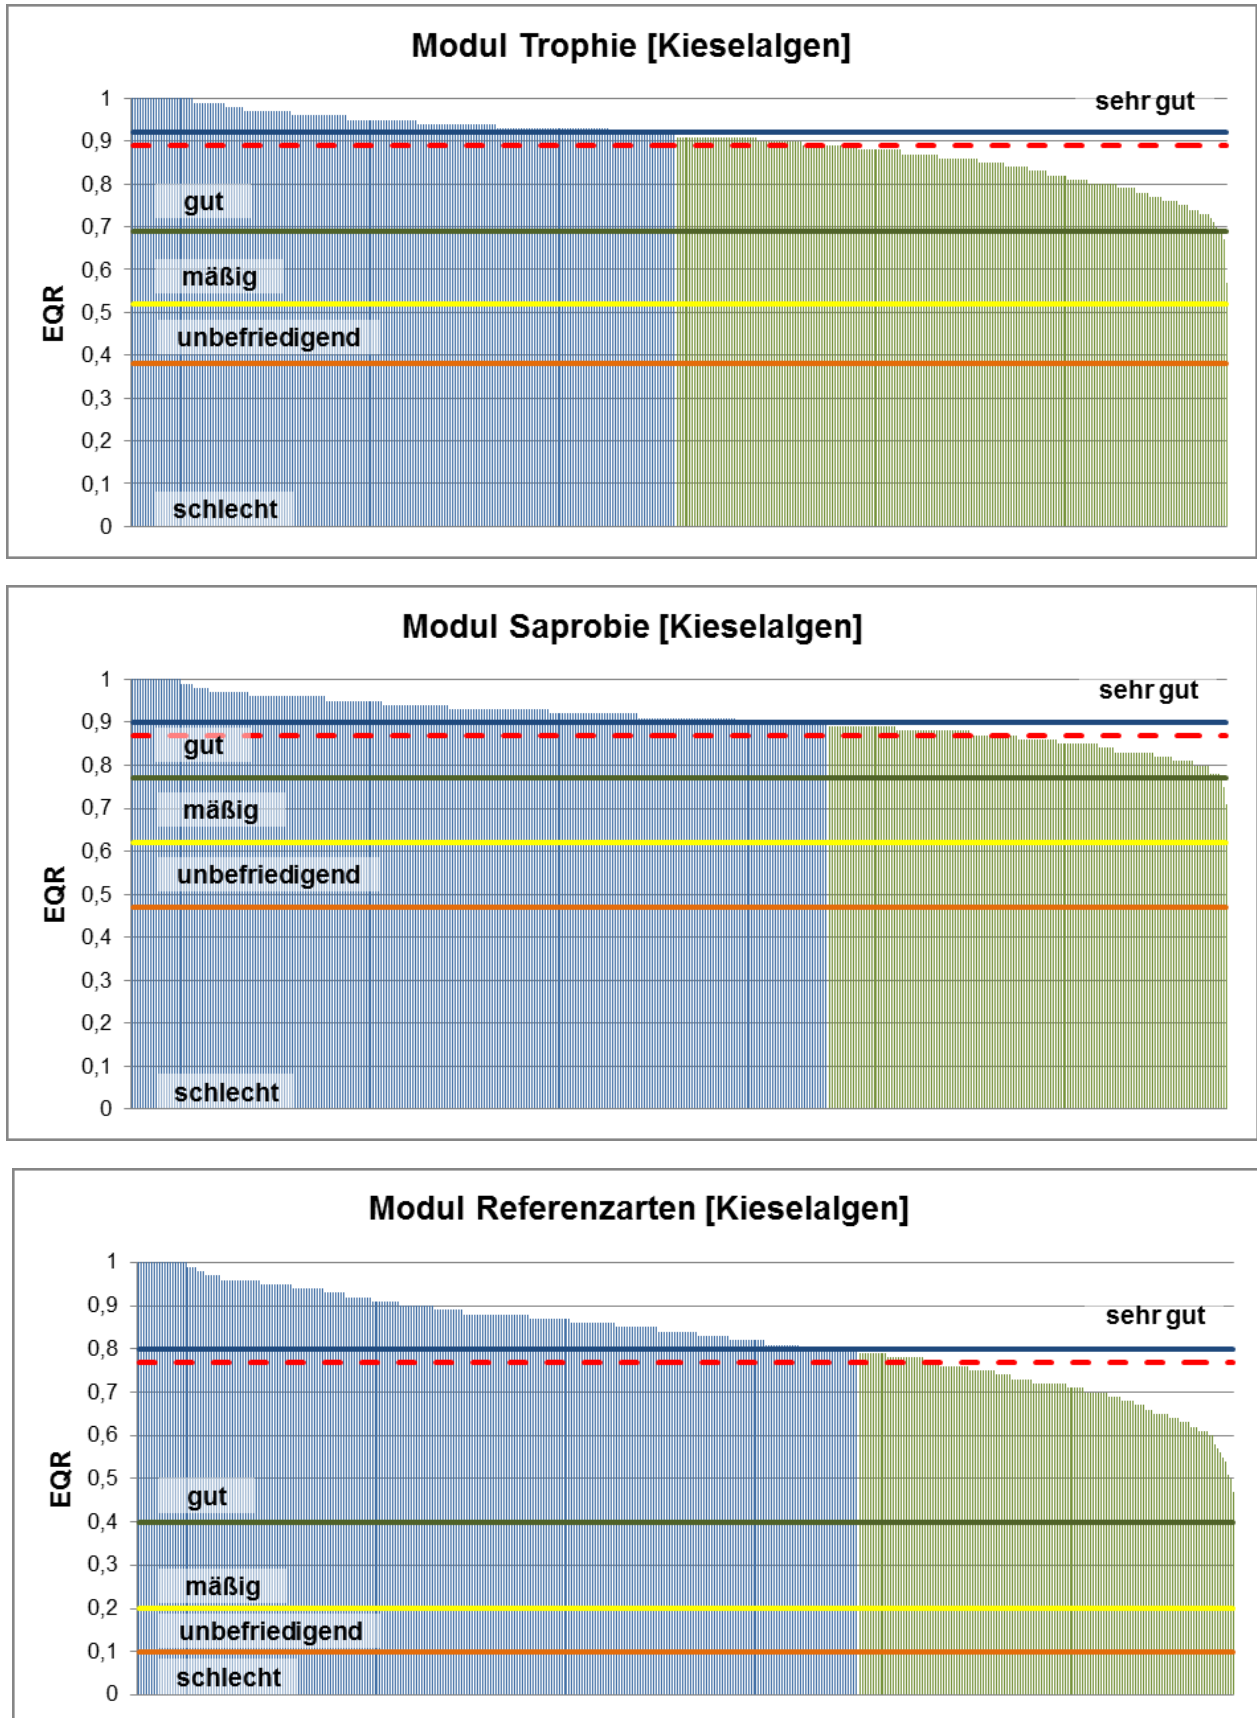 Modul Trophie [Kieselalgen]
1
sehr gut
0,9
0,8
gut
0,7
mäßig
0,6
0,5
unbefriedigend
0,4
0,3
0,2
0,1
schlecht
0
EQR
Modul Saprobie [Kieselalgen]
1
sehr gut
0,9
gut
0,8
mäßig
0,7
0,6
unbefriedigend
0,5
0,4
0,3
0,2
0,1
schlecht
0
EQR
Modul Referenzarten [Kieselalgen]
1
0,9
sehr gut
0,8
0,7
0,6
0,5
gut
0,4
0,3
mäßig
0,2
unbefriedigend
0,1
schlecht
0
EQR